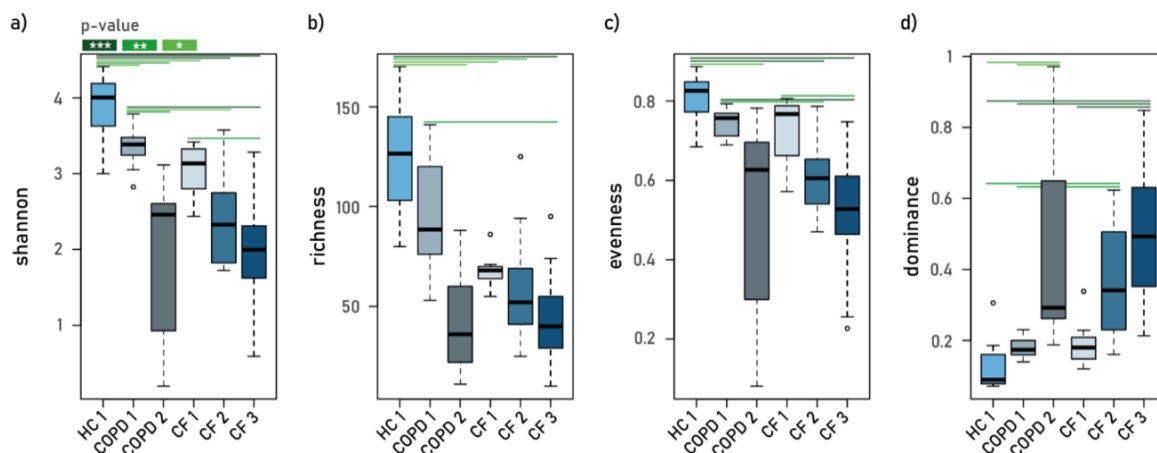 a)
p-value
*** ** *
shannon
4
3
2
1
HC 1
COPD 1
COPD 2
CF 1
CF 2
CF 3
b)
richness
150
100
50
HC 1
COPD 1
COPD 2
CF 1
CF 2
CF 3
c)
evenness
0.8
0.6
0.4
0.2
HC 1
COPD 1
COPD 2
CF 1
CF 2
CF 3
d)
dominance
1
0.8
0.6
0.4
0.2
HC 1
COPD 1
COPD 2
CF 1
CF 2
CF 3